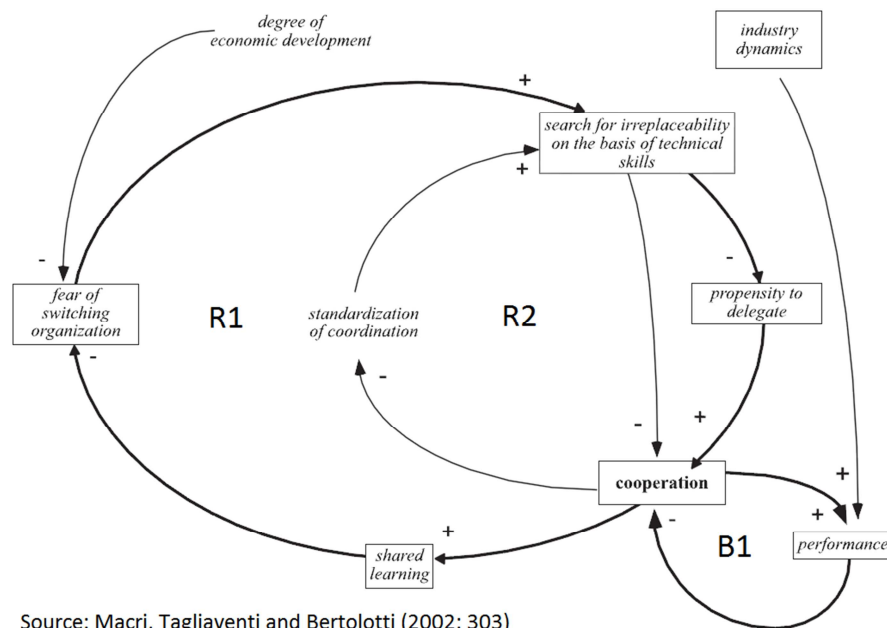 degree of
economic development
industry
dynamics
+
search for irreplaceability
on the basis of technical
skills
+
-
-
fear of
switching
organization
R1
standardization
of coordination
R2
propensity to
delegate
-
-
-
+
cooperation
+
-
+
+
B1
performance
shared
learning
Source: Macrì, Tagliaventi and Bertolotti (2002: 303)